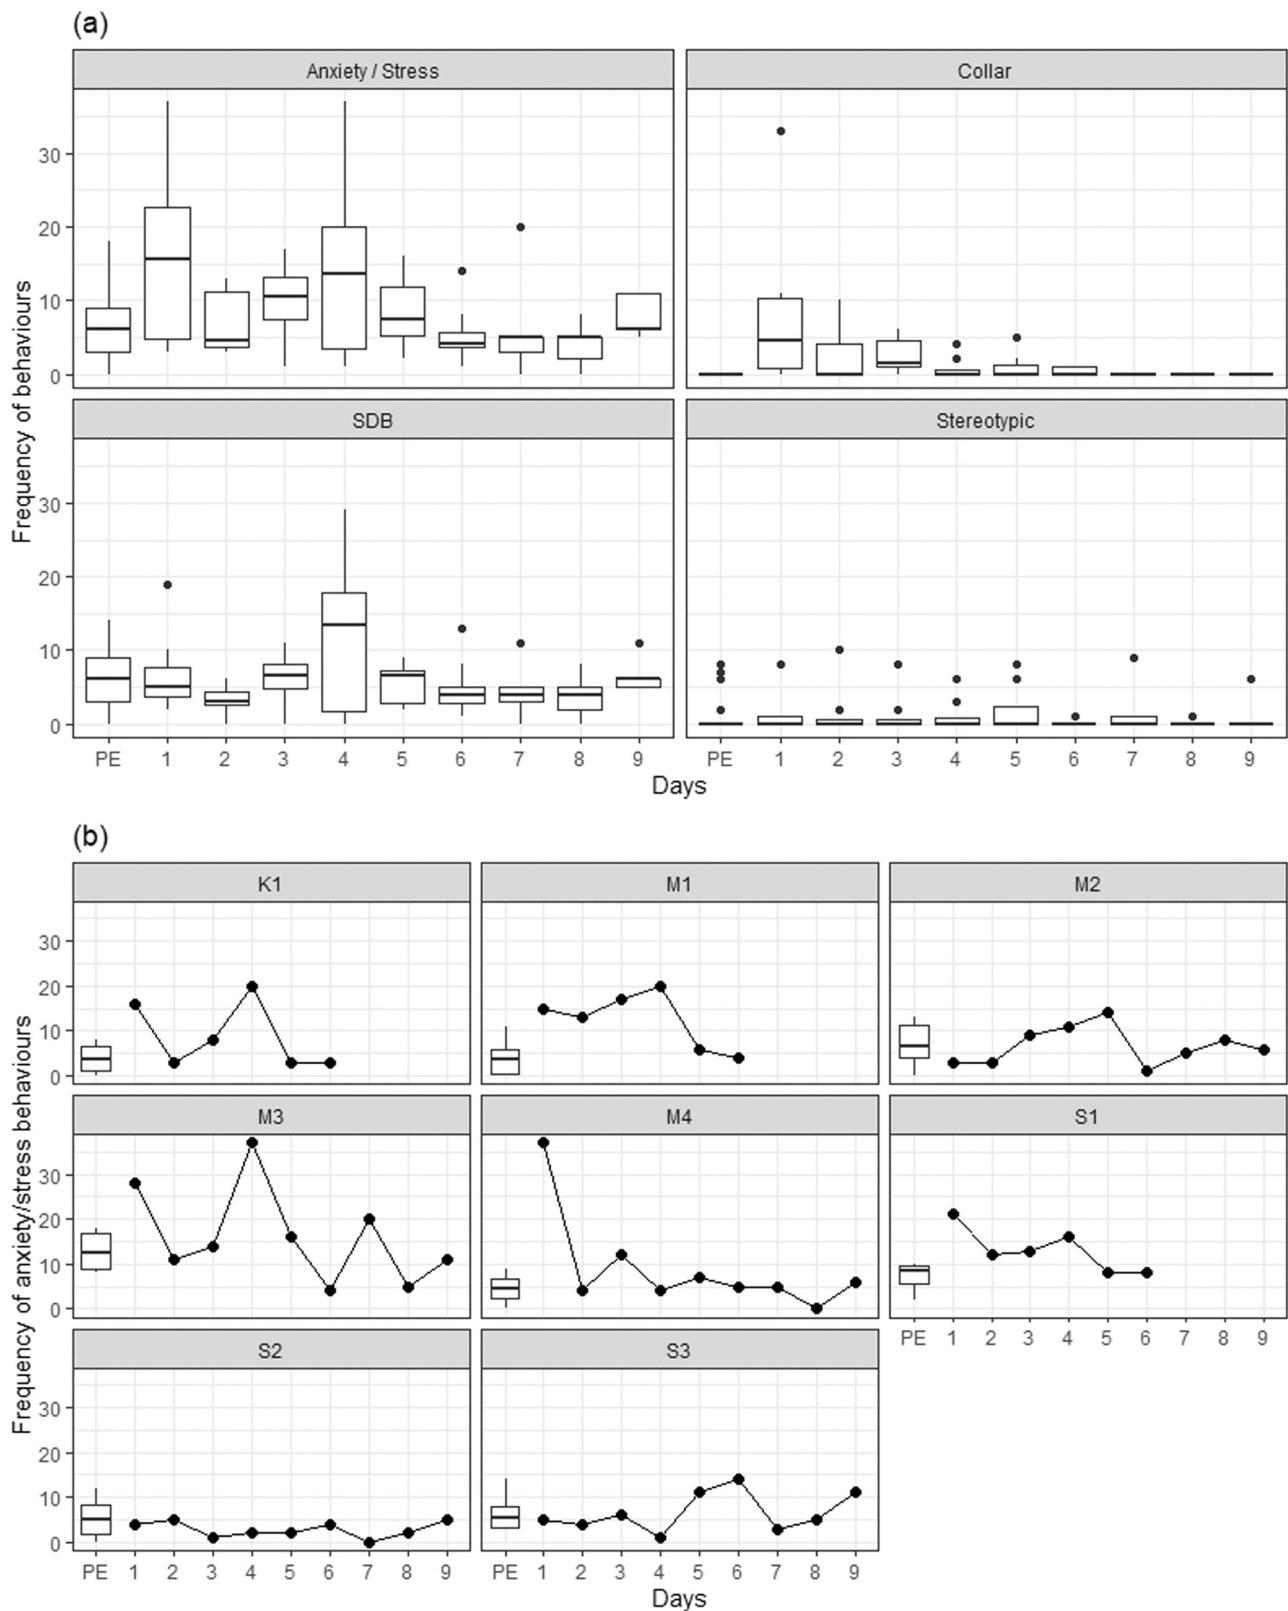 (a)
Anxiety / Stress
Collar
30
20
10
0
SDB
Stereotypic
30
20
10
0
Frequency of behaviours
PE 1 2 3 4 5 6 7 8 9
PE 1 2 3 4 5 6 7 8 9
Days
(b)
K1
M1
M2
30
20
10
0
M3
M4
S1
30
20
10
0
PE 1 2 3 4 5 6 7 8 9
Frequency of anxiety/stress behaviours
S2
S3
30
20
10
0
PE 1 2 3 4 5 6 7 8 9
PE 1 2 3 4 5 6 7 8 9
Days